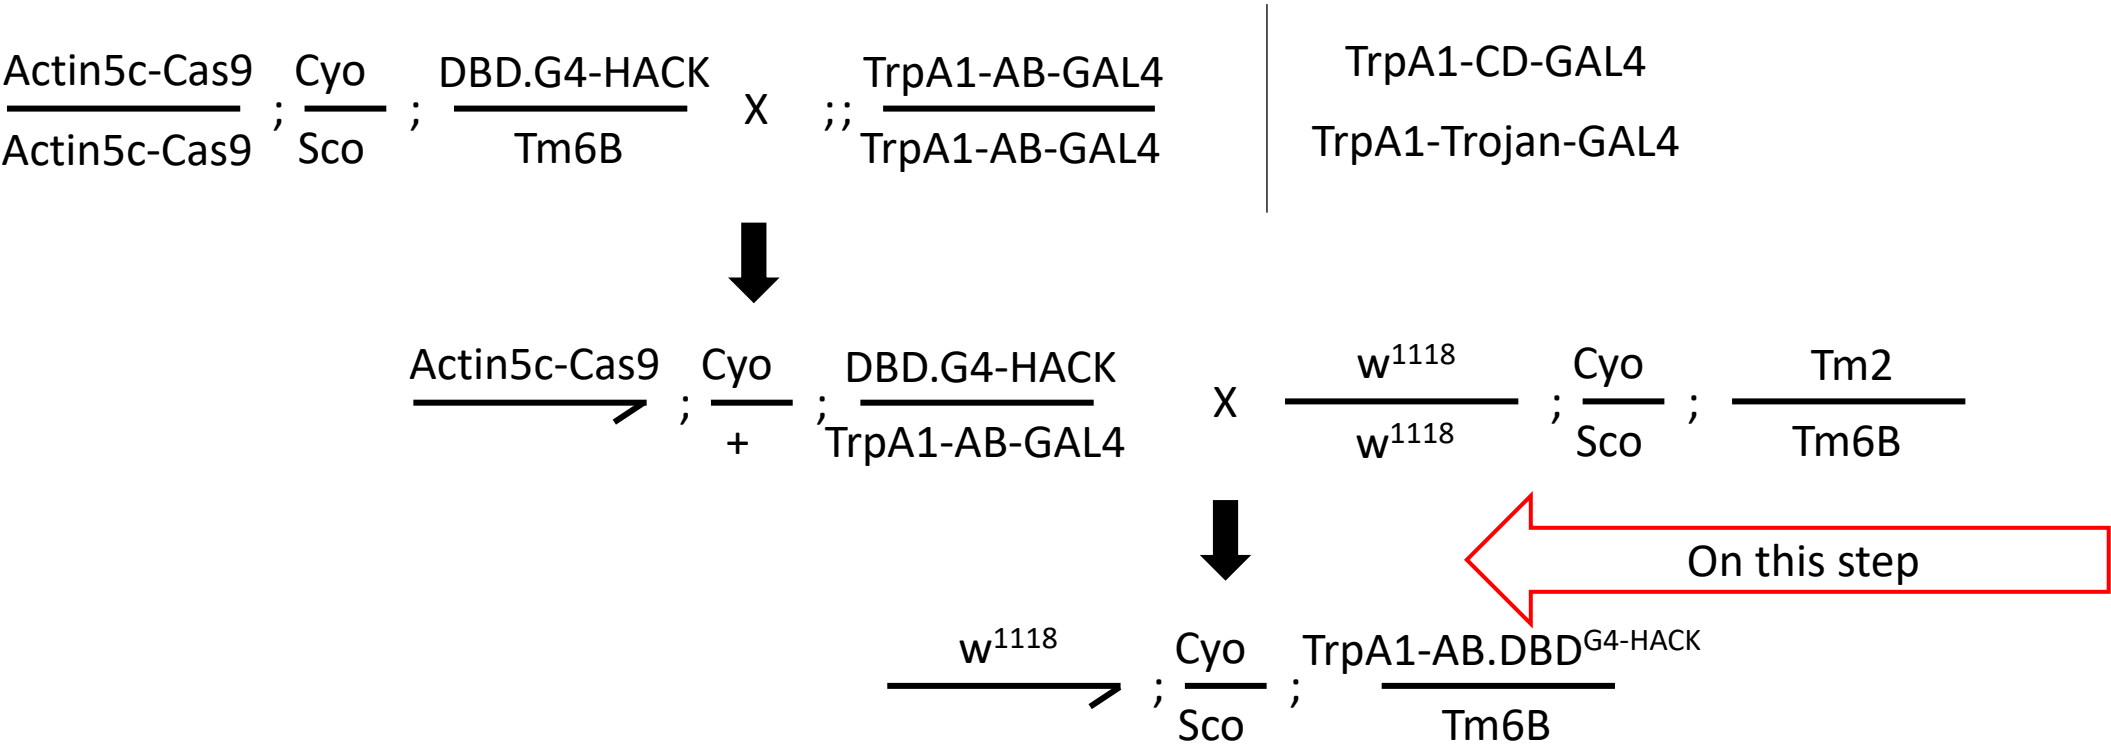 Actin5c-Cas9 Cyo DBD.G4-HACK TrpA1-AB-GAL4 TrpA1-CD-GAL4
; ; X ;;
Actin5c-Cas9 Sco Tm6B TrpA1-AB-GAL4 TrpA1-Trojan-GAL4
Actin5c-Cas9 Cyo DBD.G4-HACK w1118 Cyo Tm2
; ; X ; ;
+ TrpA1-AB-GAL4 w1118 Sco Tm6B
On this step
w1118 Cyo TrpA1-AB.DBDG4-HACK
; ;
Sco Tm6B